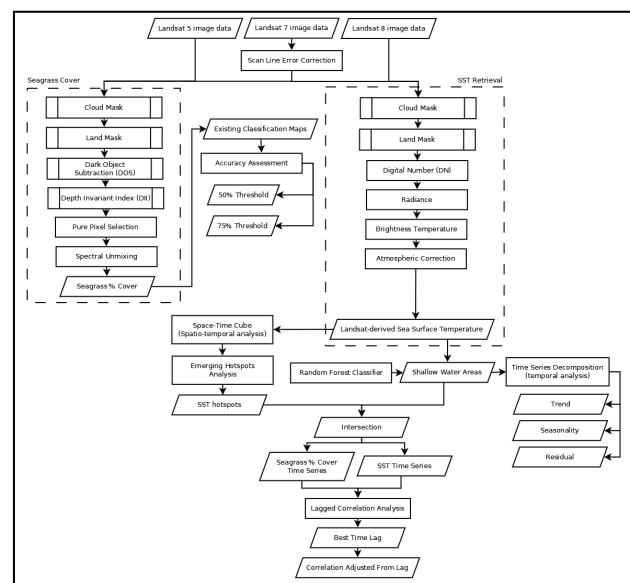 Landsat 5 image data
Landsat 7 image data
Landsat 8 image data
Scan Line Error Correction
Seagrass Cover
SST Retrieval
Cloud Mask
Land Mask
Dark Object
Subtraction (DOS)
Depth Invariant Index (DII)
Pure Pixel Selection
Spectral Unmixing
Seagrass % Cover
Existing Classification Maps
Accuracy Assessment
50% Threshold
75% Threshold
Cloud Mask
Land Mask
Digital Number (DN)
Radiance
Brightness Temperature
Atmospheric Correction
Landsat-derived Sea Surface Temperature
Space-Time Cube
(Spatio-temporal analysis)
Emerging Hotspots
Analysis
SST hotspots
Random Forest Classifier
Shallow Water Areas
Time Series Decomposition
(temporal analysis)
Trend
Seasonality
Residual
Intersection
Seagrass % Cover
Time Series
SST Time Series
Lagged Correlation Analysis
Best Time Lag
Correlation Adjusted From Lag